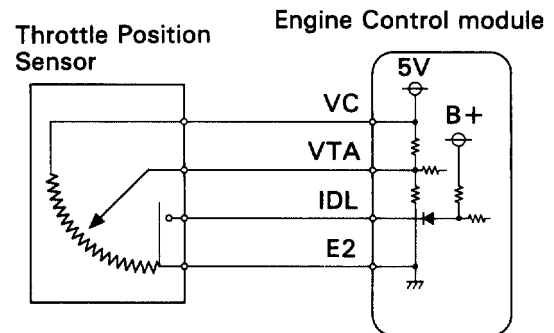 Throttle Position
Sensor
Engine Control module
5V
B+
VC
VTA
IDL
E2